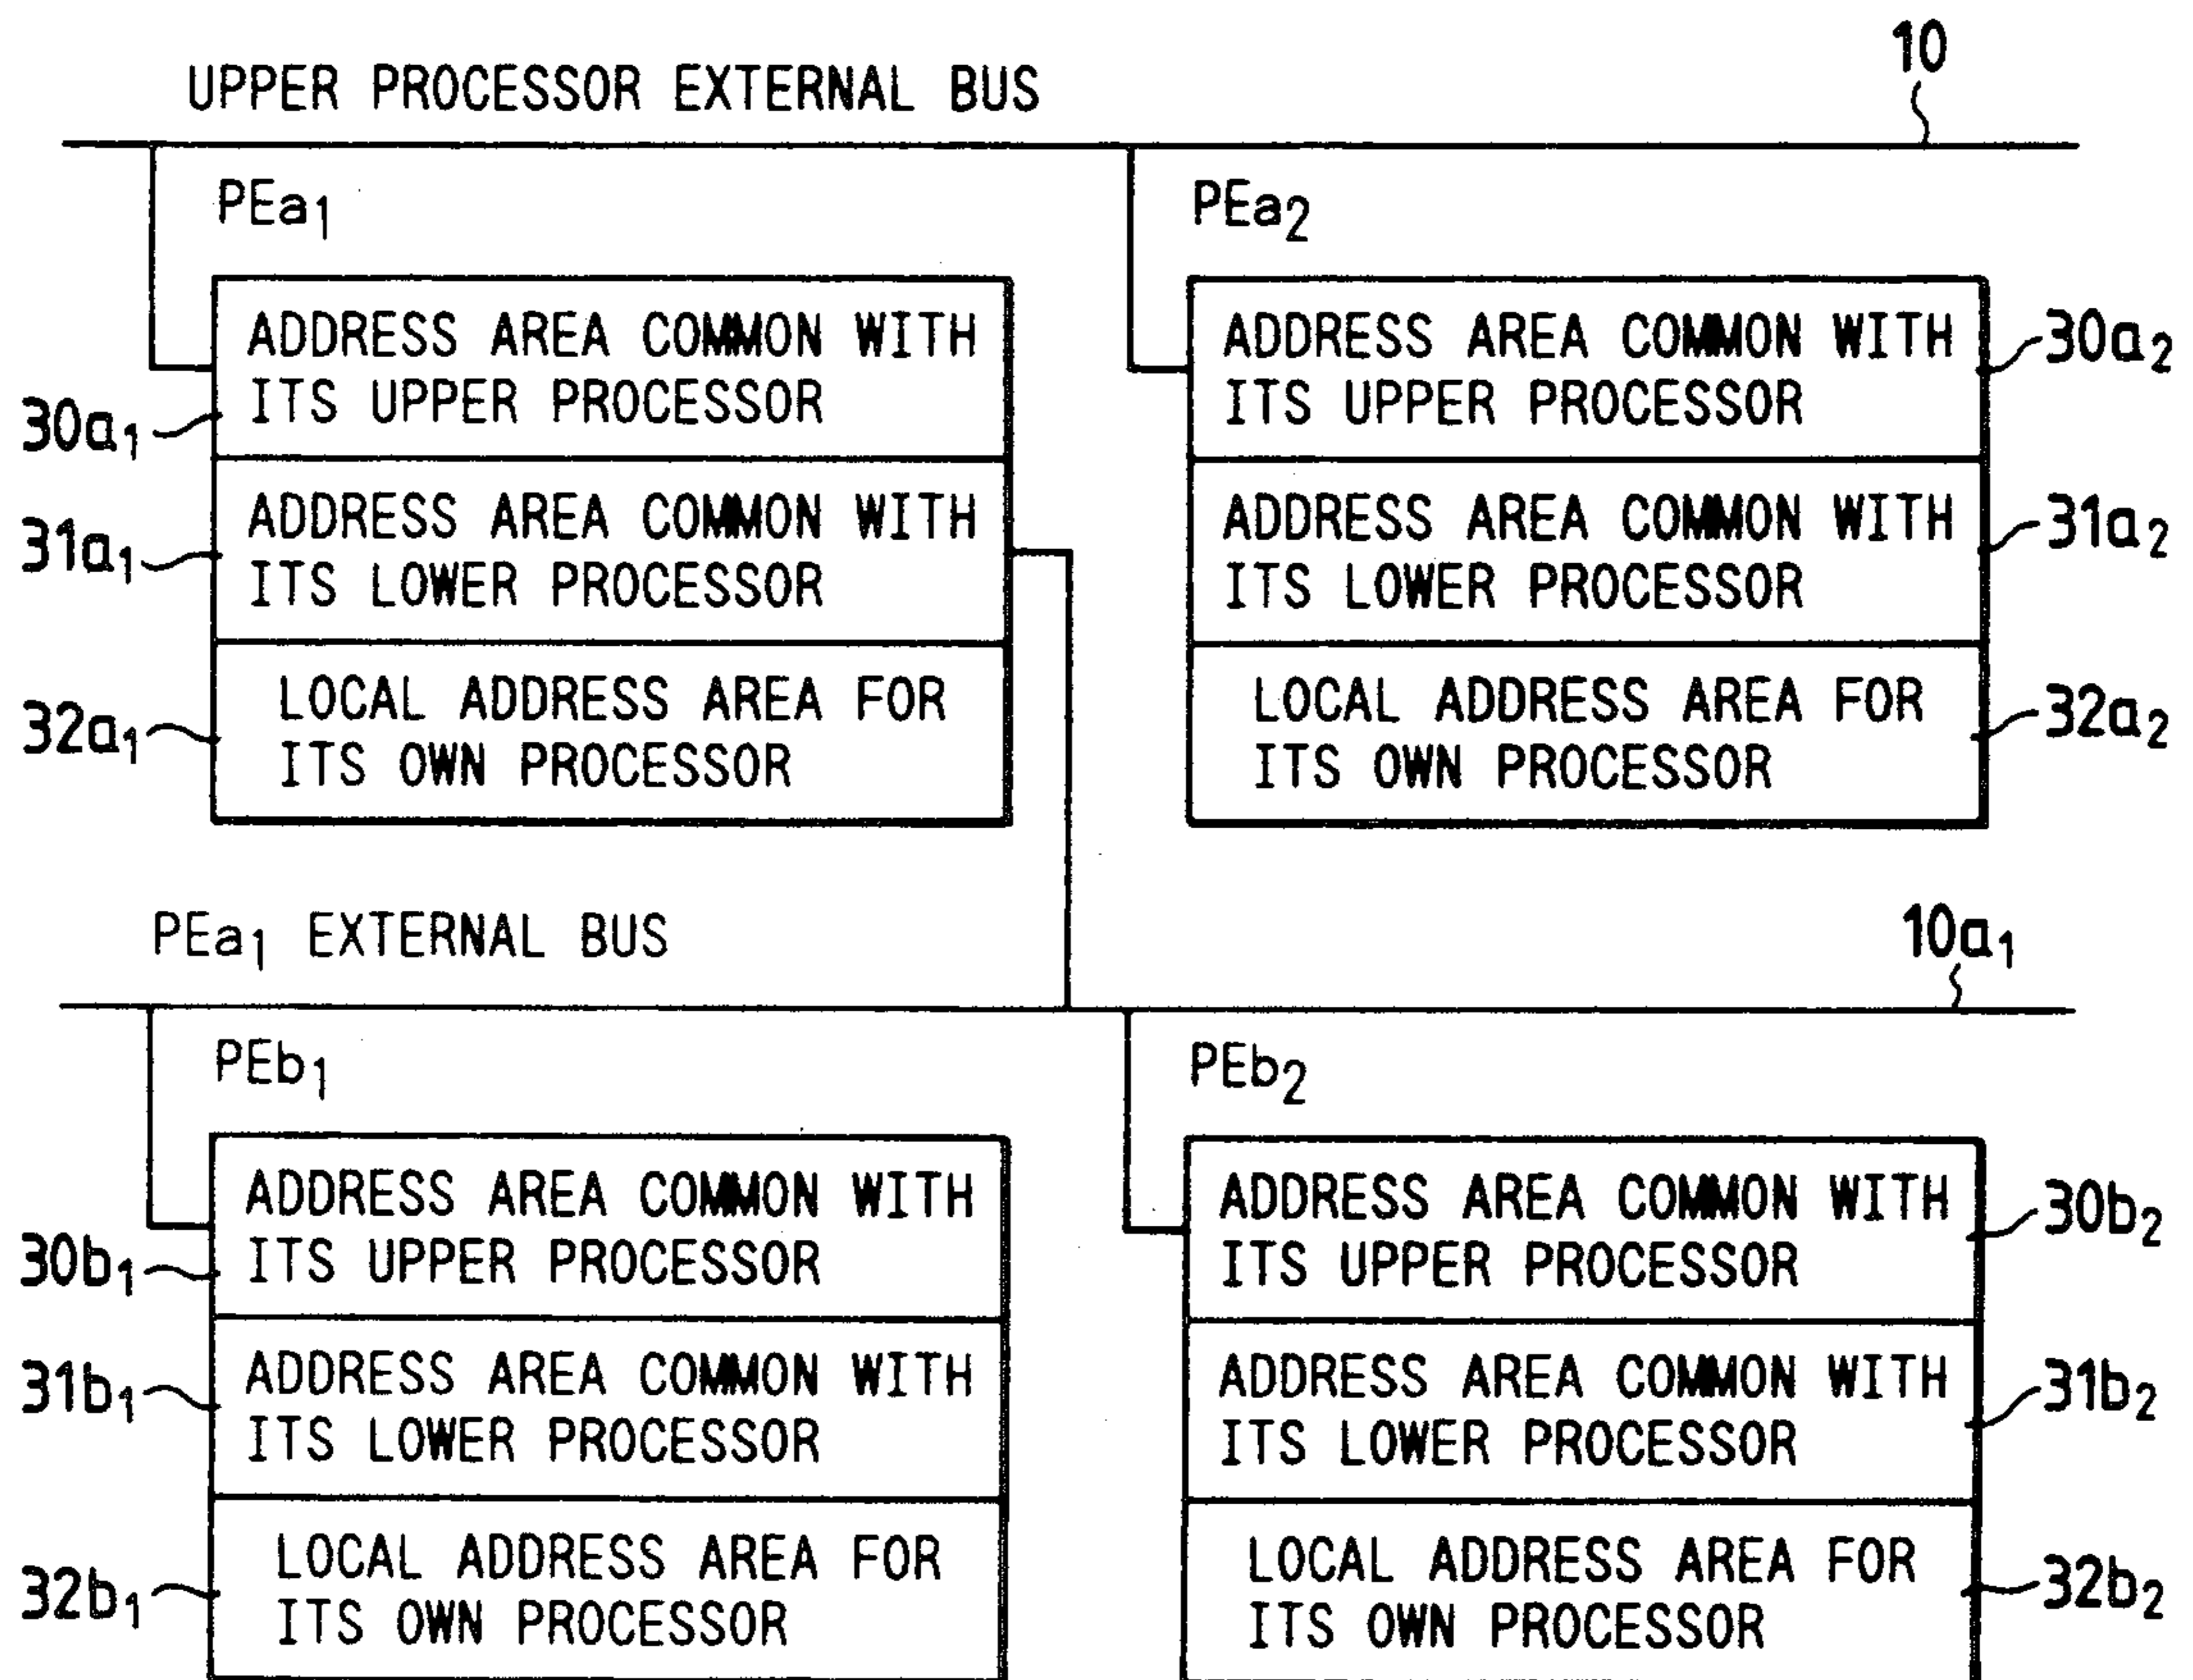 10
UPPER PROCESSOR EXTERNAL BUS
PEa1
PEa2
ADDRESS AREA COMMON WITH
ITS UPPER PROCESSOR
30a1
ADDRESS AREA COMMON WITH
ITS LOWER PROCESSOR
31a1
LOCAL ADDRESS AREA FOR
ITS OWN PROCESSOR
32a1
ADDRESS AREA COMMON WITH
ITS UPPER PROCESSOR
30a2
ADDRESS AREA COMMON WITH
ITS LOWER PROCESSOR
31a2
LOCAL ADDRESS AREA FOR
ITS OWN PROCESSOR
32a2
PEa1 EXTERNAL BUS
10a1
PEb1
PEb2
ADDRESS AREA COMMON WITH
ITS UPPER PROCESSOR
30b1
ADDRESS AREA COMMON WITH
ITS LOWER PROCESSOR
31b1
LOCAL ADDRESS AREA FOR
ITS OWN PROCESSOR
32b1
ADDRESS AREA COMMON WITH
ITS UPPER PROCESSOR
30b2
ADDRESS AREA COMMON WITH
ITS LOWER PROCESSOR
31b2
LOCAL ADDRESS AREA FOR
ITS OWN PROCESSOR
32b2